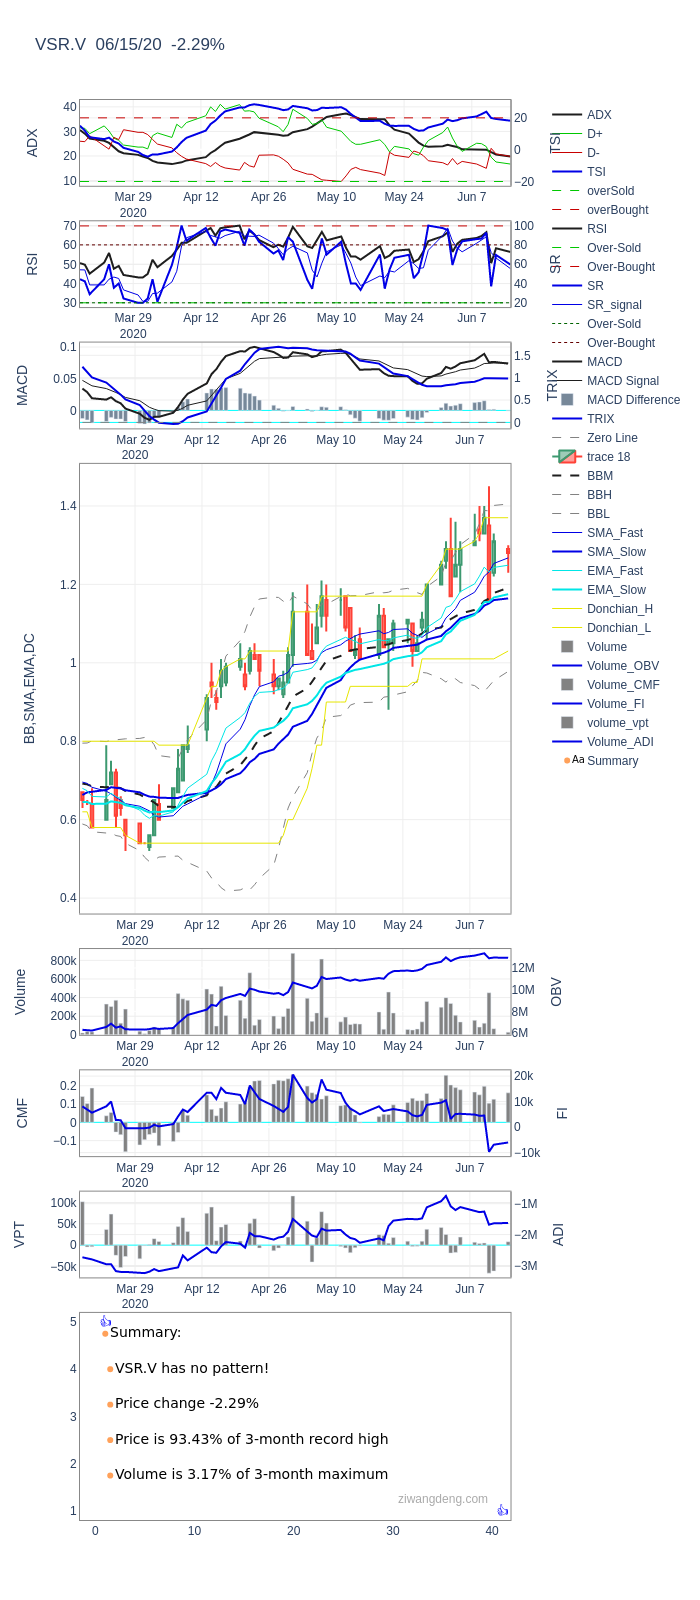 VSR.V  06/15/20  -2.29%
40
30
20
10
ADX
20
0
−20
TSI
Mar 29
2020
Apr 12
Apr 26
May 10
May 24
Jun 7
70
60
50
40
30
RSI
100
80
60
40
20
SR
Mar 29
2020
Apr 12
Apr 26
May 10
May 24
Jun 7
0.1
0.05
0
MACD
1.5
1
0.5
0
TRIX
Mar 29
2020
Apr 12
Apr 26
May 10
May 24
Jun 7
1.4
1.2
1
0.8
0.6
0.4
BB,SMA,EMA,DC
Mar 29
2020
Apr 12
Apr 26
May 10
May 24
Jun 7
800k
600k
400k
200k
0
Volume
12M
10M
8M
6M
OBV
Mar 29
2020
Apr 12
Apr 26
May 10
May 24
Jun 7
0.2
0.1
0
−0.1
CMF
20k
10k
0
−10k
FI
Mar 29
2020
Apr 12
Apr 26
May 10
May 24
Jun 7
100k
50k
0
−50k
VPT
−1M
−2M
−3M
ADI
Mar 29
2020
Apr 12
Apr 26
May 10
May 24
Jun 7
5
4
3
2
1
Summary:
VSR.V has no pattern!
Price change -2.29%
Price is 93.43% of 3-month record high
Volume is 3.17% of 3-month maximum
ziwangdeng.com
0
10
20
30
40
ADX
D+
D-
TSI
overSold
overBought
RSI
Over-Sold
Over-Bought
SR
SR_signal
Over-Sold
Over-Bought
MACD
MACD Signal
MACD Difference
TRIX
Zero Line
trace 18
BBM
BBH
BBL
SMA_Fast
SMA_Slow
EMA_Fast
EMA_Slow
Donchian_H
Donchian_L
Volume
Volume_OBV
Volume_CMF
Volume_FI
volume_vpt
Volume_ADI
Aa Summary